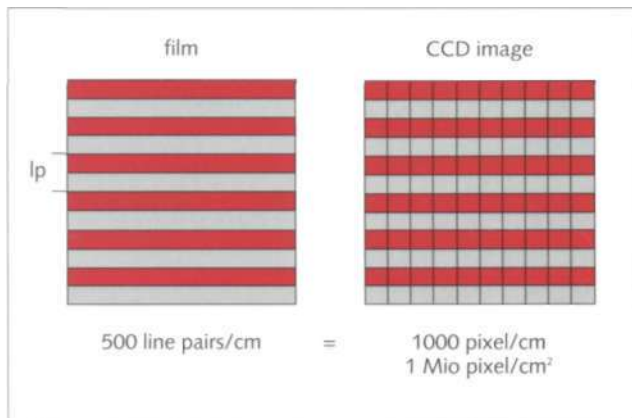 film
CCD image
lp
500 line pairs/cm = 1000 pixel/cm
1 Mio pixel/cm²